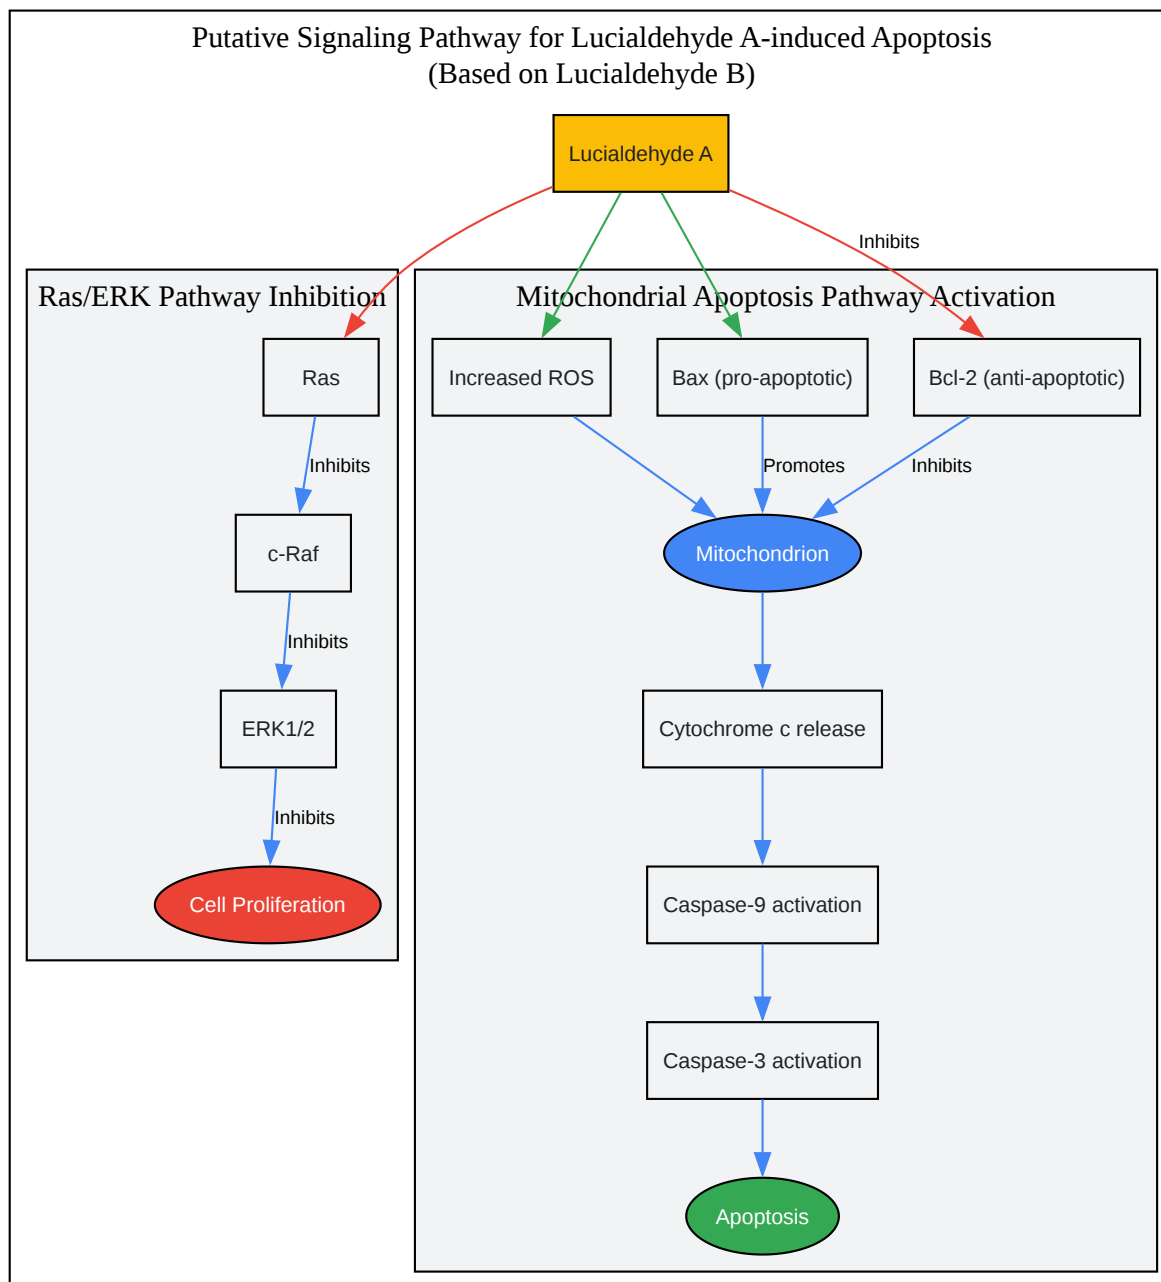 Putative Signaling Pathway for Lucialdehyde A-induced Apoptosis
(Based on Lucialdehyde B)
Lucialdehyde A
Inhibits
Ras/ERK Pathway Inhibition
Mitochondrial Apoptosis Pathway Activation
Ras
Increased ROS
Bax (pro-apoptotic)
Bcl-2 (anti-apoptotic)
Inhibits
Promotes
Inhibits
c-Raf
Mitochondrion
Inhibits
ERK1/2
Cytochrome c release
Inhibits
Cell Proliferation
Caspase-9 activation
Caspase-3 activation
Apoptosis